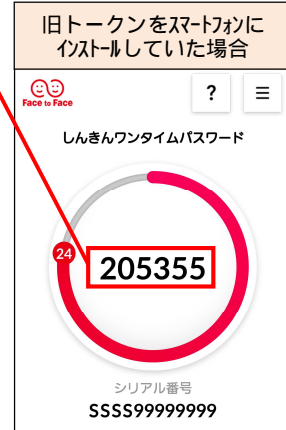 旧トークンをスマートフォンに
インストールしていた場合
Face to Face
?
しんきんワンタイムパスワード
24
205355
シリアル番号
SSSS99999999